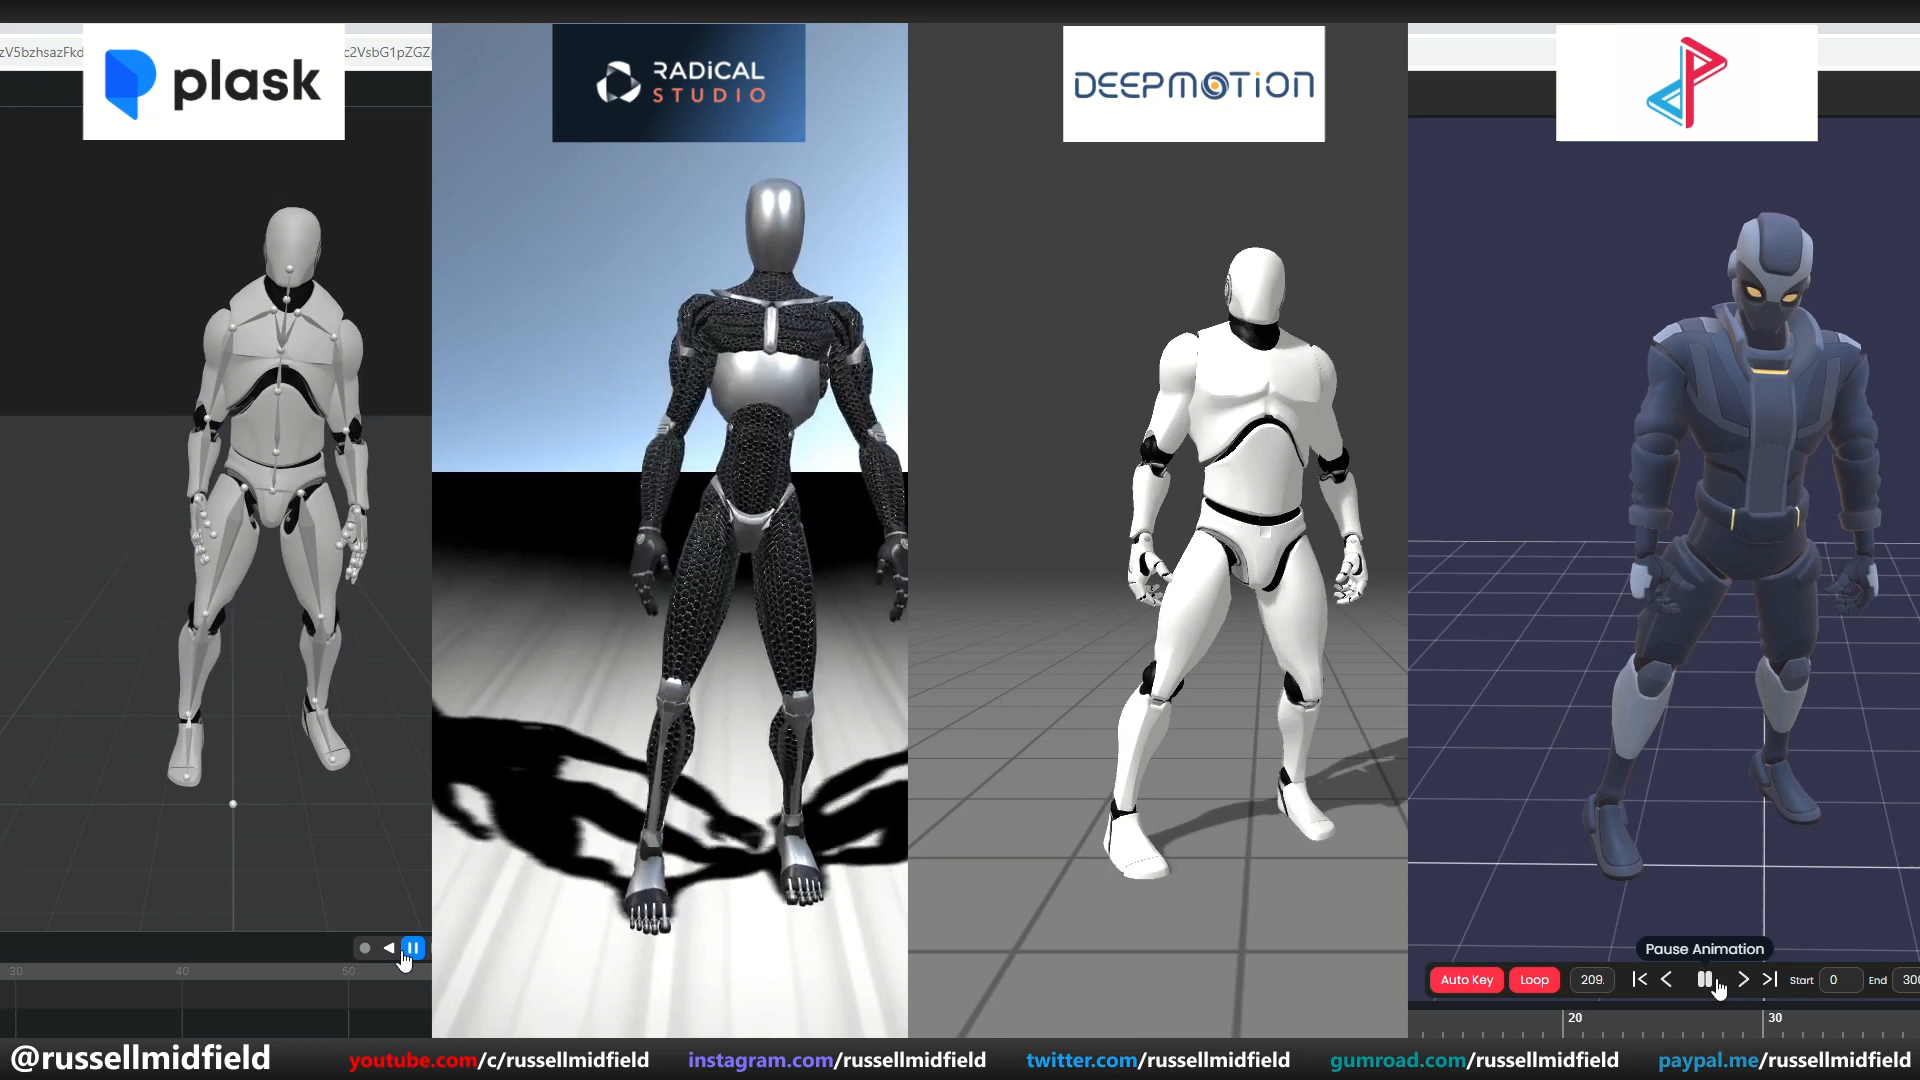 zV5bzhsazFkd
c2VsbG1pZGZ
plask
RADiCAL
STUDIO
DEEPMOTiON
30
40
50
Pause Animation
Auto Key
Loop
209.
Start
0
End
300
20
30
@russellmidfield
youtube.com/c/russellmidfield
instagram.com/russellmidfield
twitter.com/russellmidfield
gumroad.com/russellmidfield
paypal.me/russellmidfield